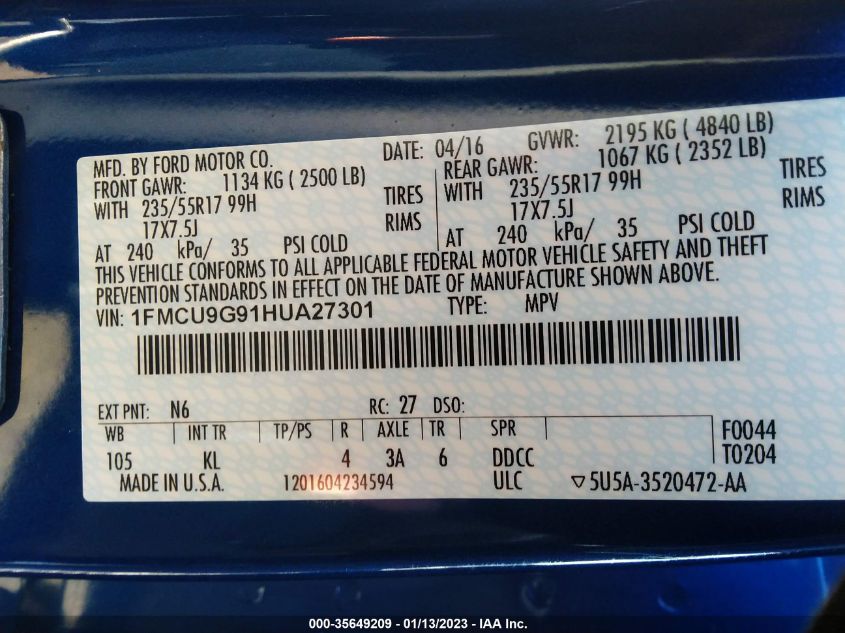 MFD. BY FORD MOTOR CO. DATE: 04/16 GVWR: 2195 KG ( 4840 LB)
FRONT GAWR: 1134 KG ( 2500 LB) REAR GAWR: 1067 KG ( 2352 LB)
WITH 235/55R17 99H TIRES WITH 235/55R17 99H TIRES
17X7.5J RIMS 17X7.5J RIMS
AT 240 kPa/ 35 PSI COLD AT 240 kPa/ 35 PSI COLD
THIS VEHICLE CONFORMS TO ALL APPLICABLE FEDERAL MOTOR VEHICLE SAFETY AND THEFT
PREVENTION STANDARDS IN EFFECT ON THE DATE OF MANUFACTURE SHOWN ABOVE.
VIN: 1FMCU9G91HUA27301 TYPE: MPV
EXT PNT: N6 RC: 27 DSO:
WB INT TR TP/PS R AXLE TR SPR F0044
105 KL 4 3A 6 DDCC T0204
MADE IN U.S.A. 1201604234594 ULC ▽5U5A-3520472-AA
000-35649209 - 01/13/2023 - IAA Inc.